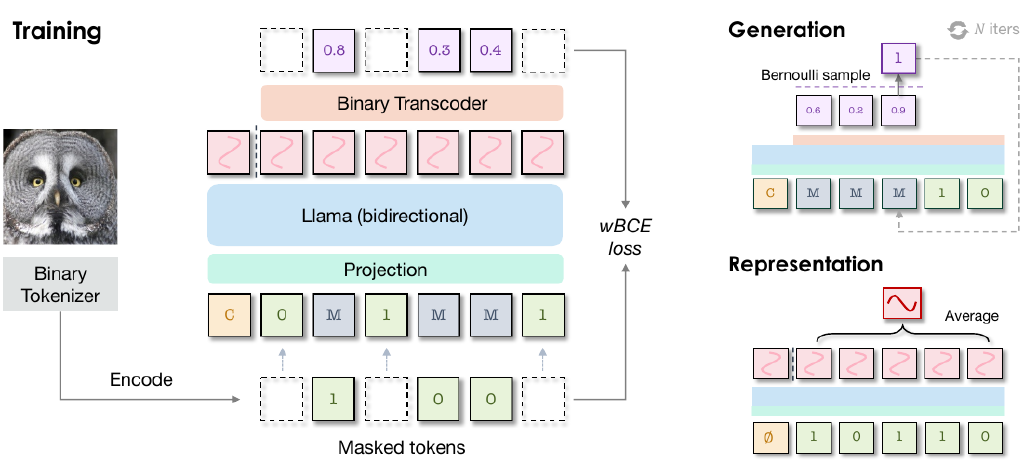 Training
0.8 0.3 0.4
Binary Transcoder
Llama (bidirectional)
Projection
C 0 M 1 M M 1
Binary
Tokenizer
Encode
1 0 0
Masked tokens
wBCE
loss
Generation
N iters
1
Bernoulli sample
0.6 0.2 0.9
C M M M 1 0
Representation
Average
Ø 1 0 1 1 0